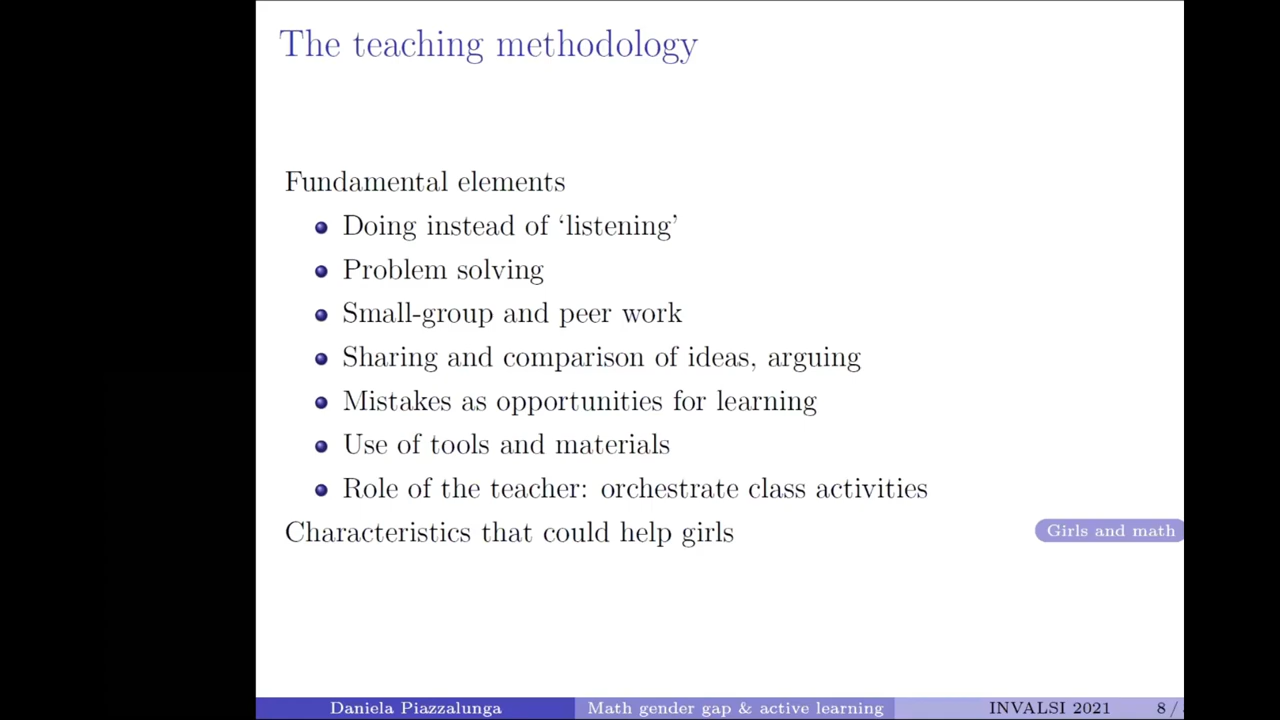 The teaching methodology
Fundamental elements
Doing instead of ‘listening’
Problem solving
Small-group and peer work
Sharing and comparison of ideas, arguing
Mistakes as opportunities for learning
Use of tools and materials
Role of the teacher: orchestrate class activities
Characteristics that could help girls
Girls and math
Daniela Piazzalunga Math gender gap & active learning INVALSI 2021 8 /